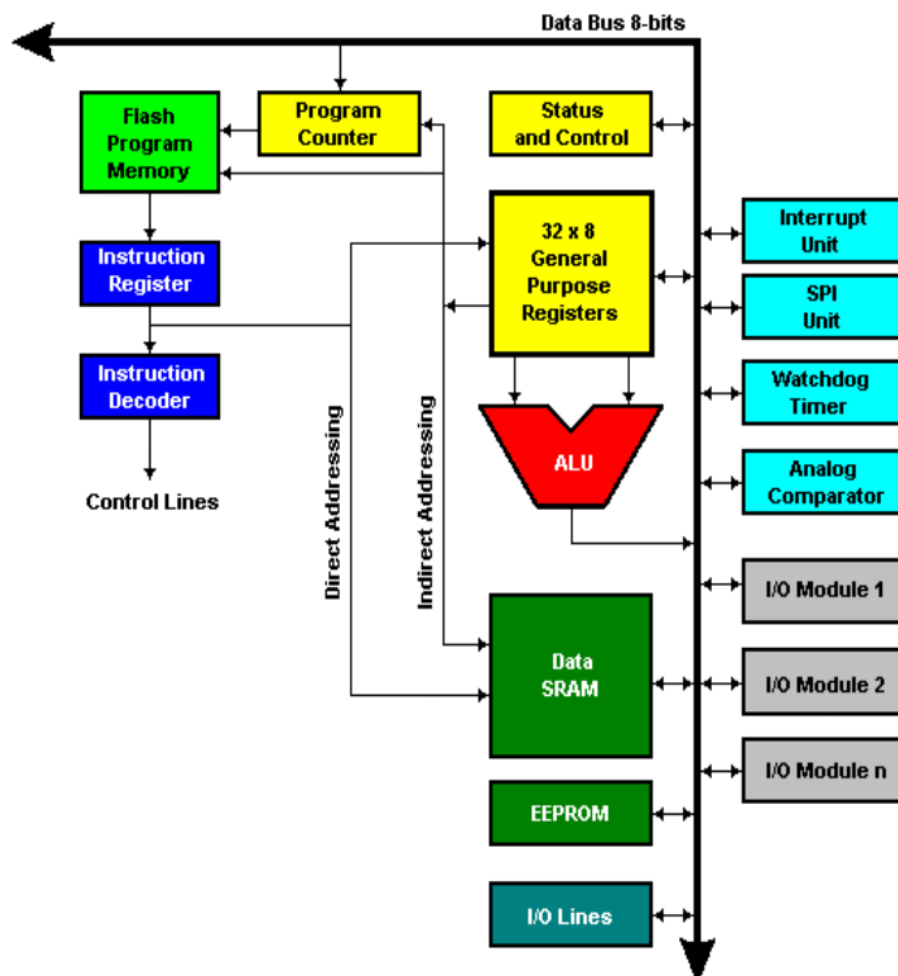 Data Bus 8-bits
Flash
Program
Memory
Program
Counter
Status
and Control
Instruction
Register
32 x 8
General
Purpose
Registers
Interrupt
Unit
SPI
Unit
Instruction
Decoder
Watchdog
Timer
ALU
Analog
Comparator
Control Lines
Direct Addressing
Indirect Addressing
I/O Module 1
Data
SRAM
I/O Module 2
I/O Module n
EEPROM
I/O Lines